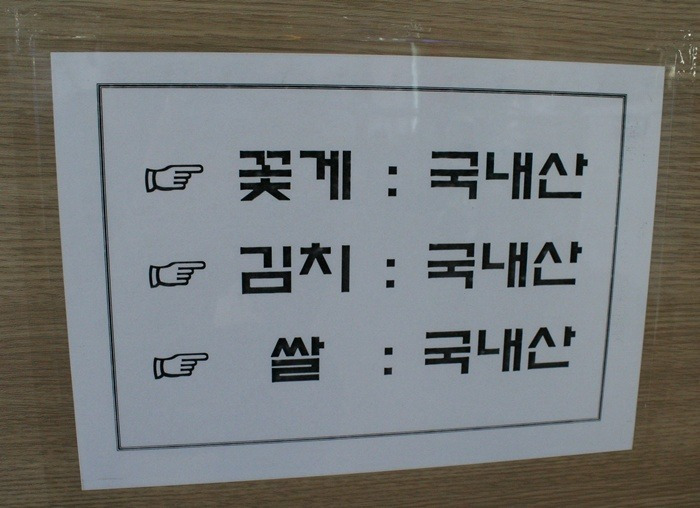 ☞ 꽃게 : 국내산
☞ 김치 : 국내산
☞ 쌀 : 국내산